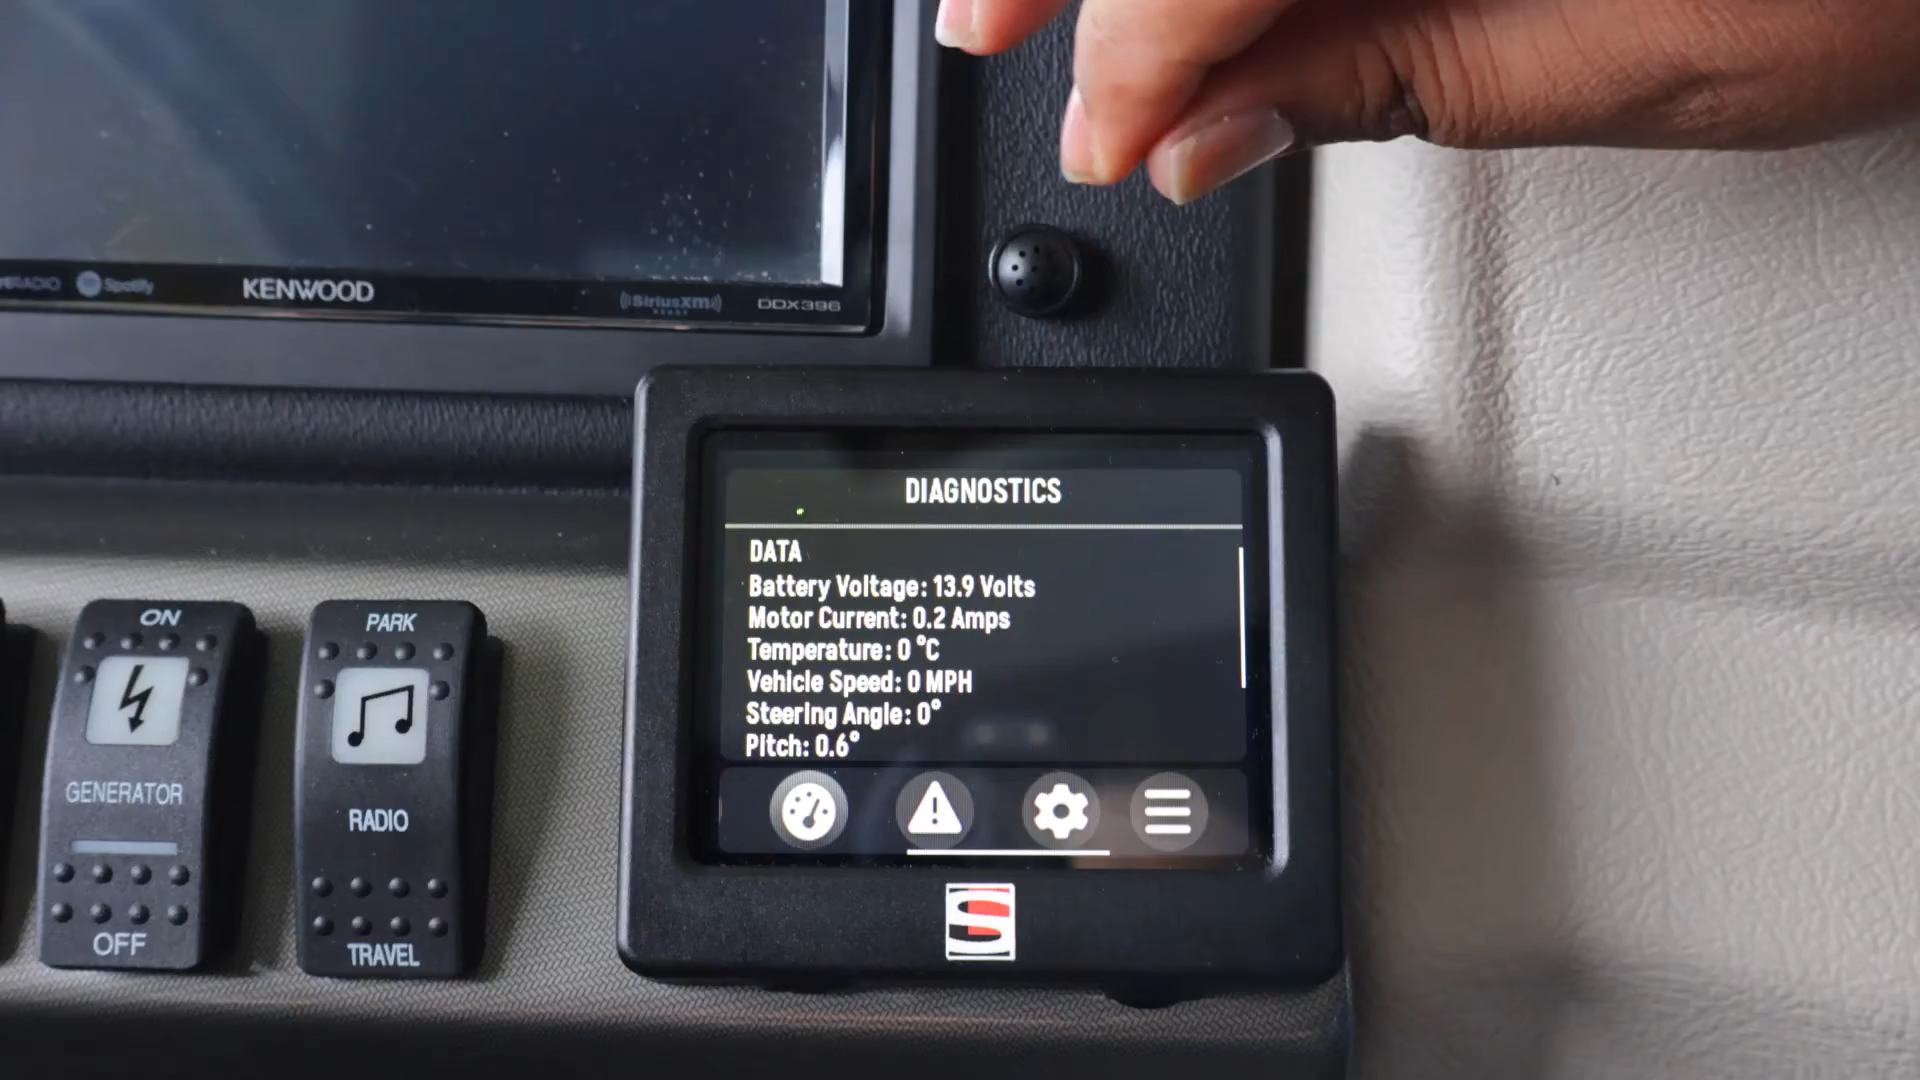 Spotify
KENWOOD
SiriusXM
READY
DDX396
DIAGNOSTICS
DATA
Battery Voltage: 13.9 Volts
Motor Current: 0.2 Amps
Temperature: 0 °C
Vehicle Speed: 0 MPH
Steering Angle: 0°
Pitch: 0.6°
ON
GENERATOR
OFF
PARK
RADIO
TRAVEL
S